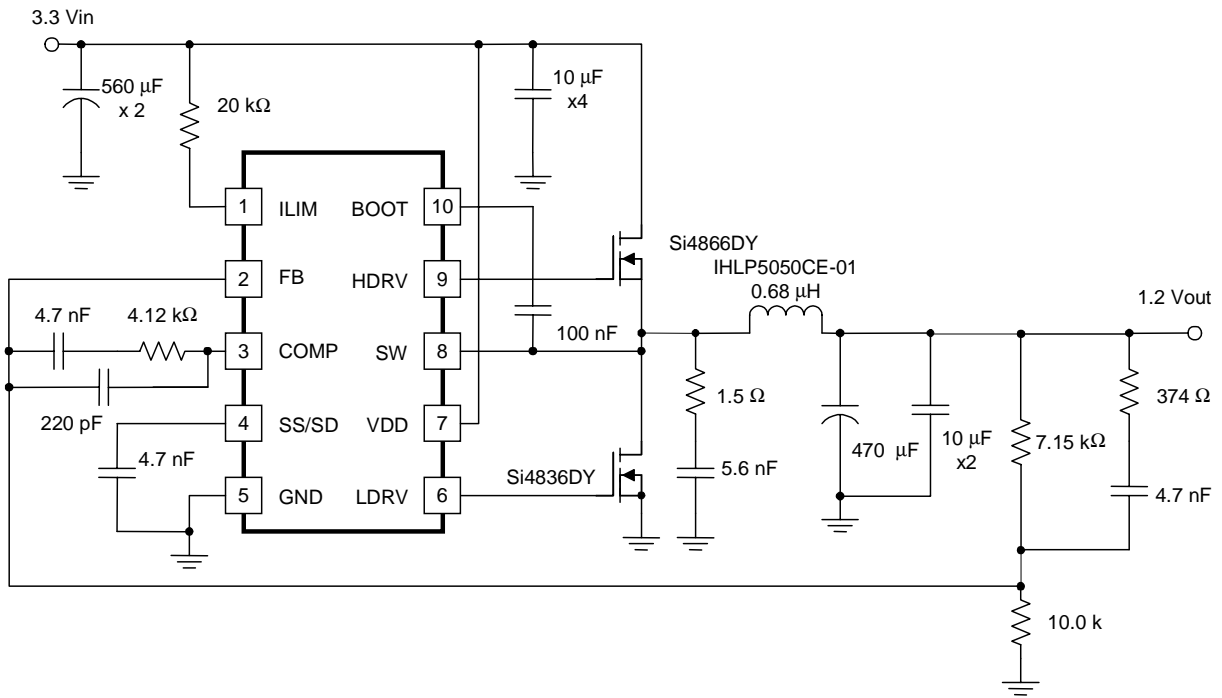 3.3 Vin
560 µF
x 2
20 kΩ
10 µF
x4
1 ILIM BOOT 10
2 FB HDRV 9
3 COMP SW 8
4 SS/SD VDD 7
5 GND LDRV 6
4.7 nF
4.12 kΩ
220 pF
4.7 nF
100 nF
Si4866DY
IHLP5050CE-01
0.68 µH
1.2 Vout
Si4836DY
1.5 Ω
5.6 nF
470 µF
10 µF
x2
7.15 kΩ
374 Ω
4.7 nF
10.0 k